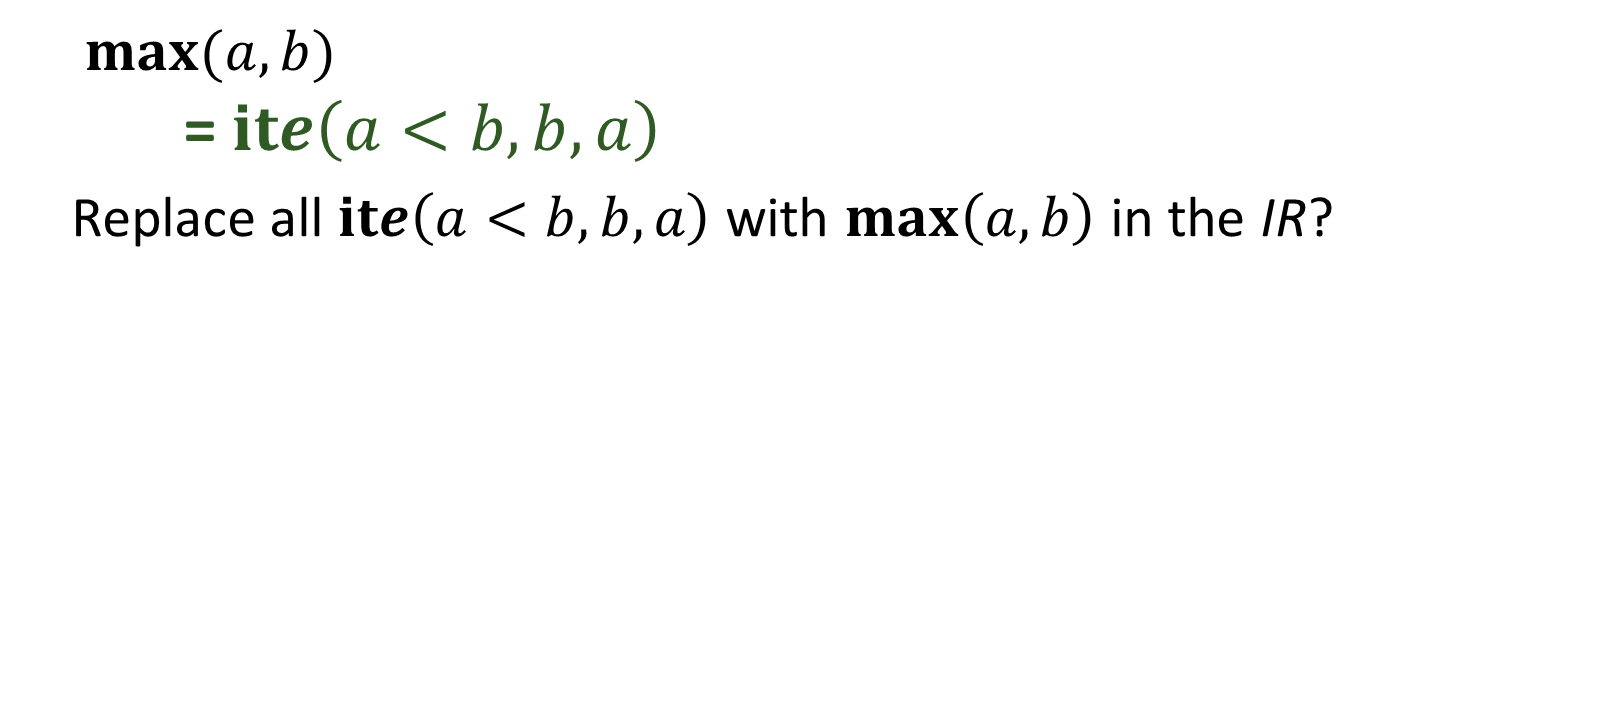 max(a, b)
= ite(a < b, b, a)
Replace all ite(a < b, b, a) with max(a, b) in the IR?